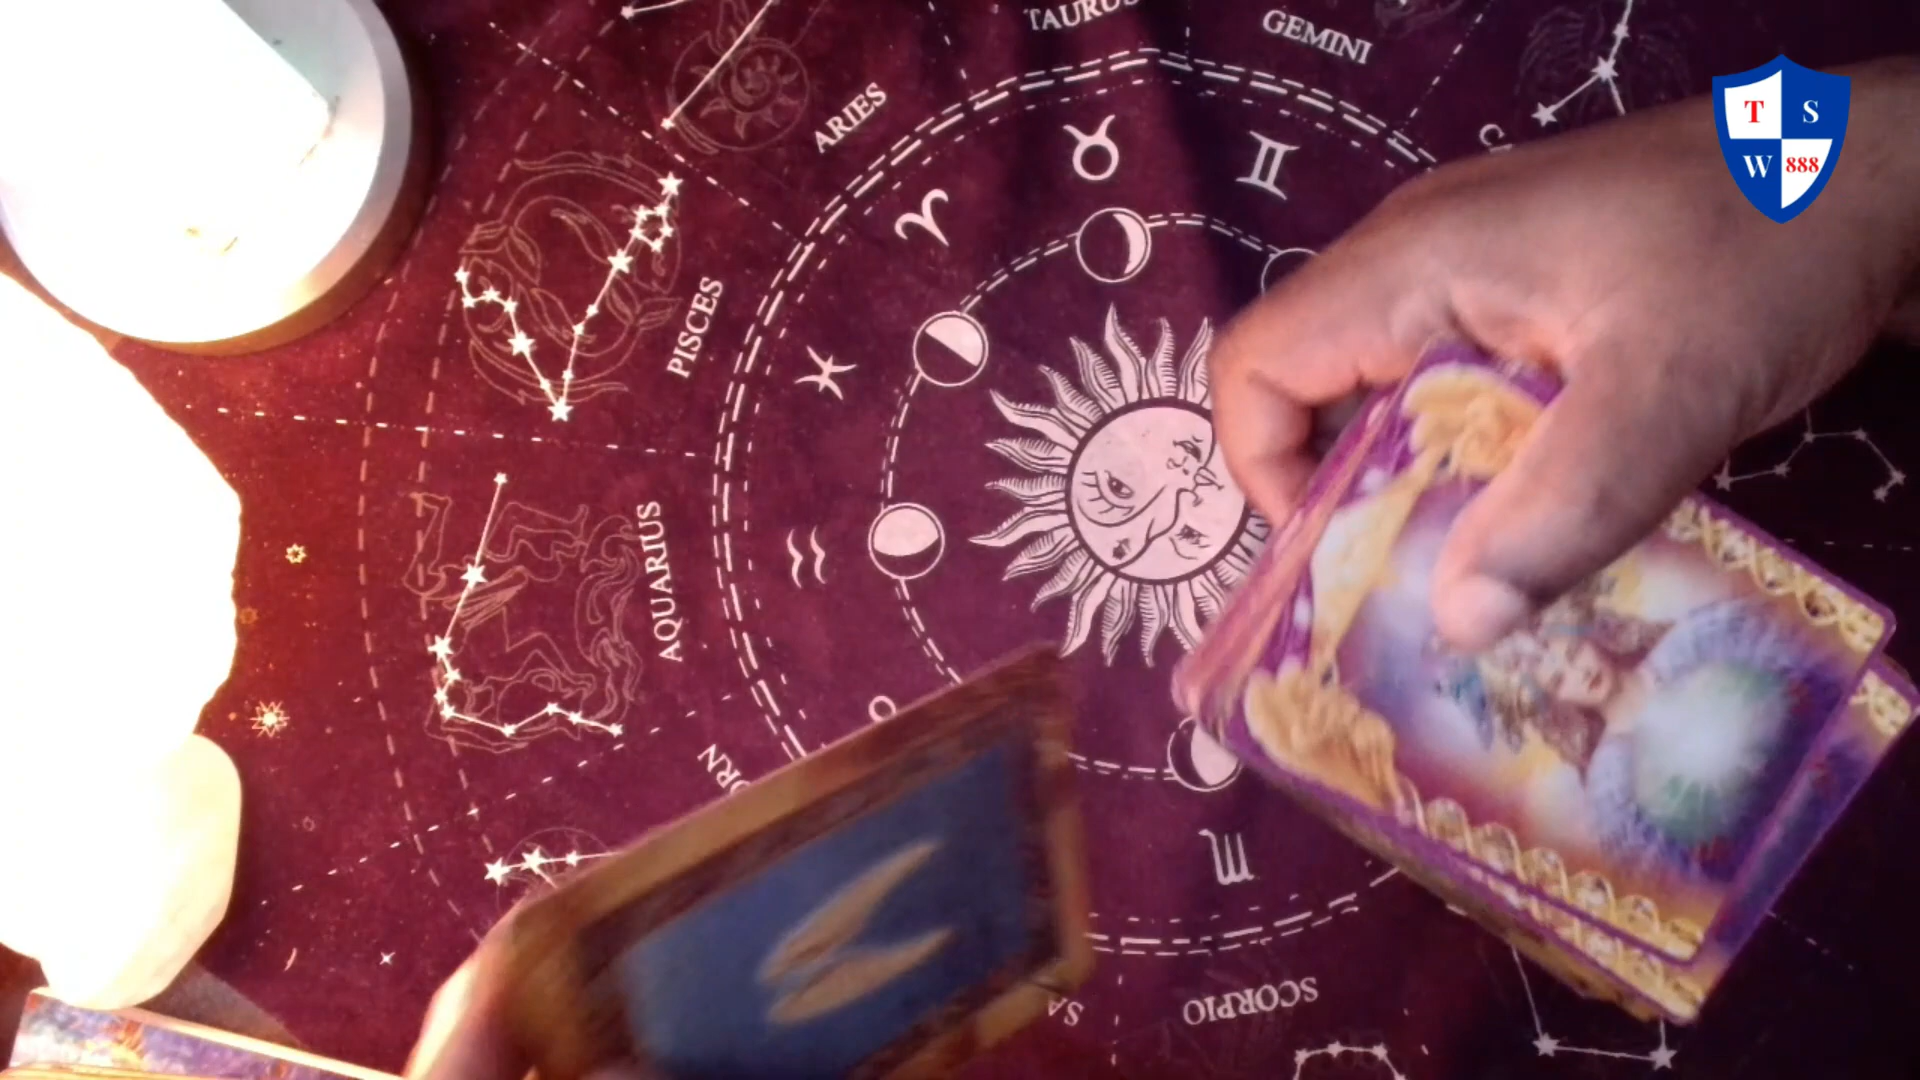 TAURUS
GEMINI
ARIES
PISCES
AQUARIUS
SCORPIO
T S
W 888